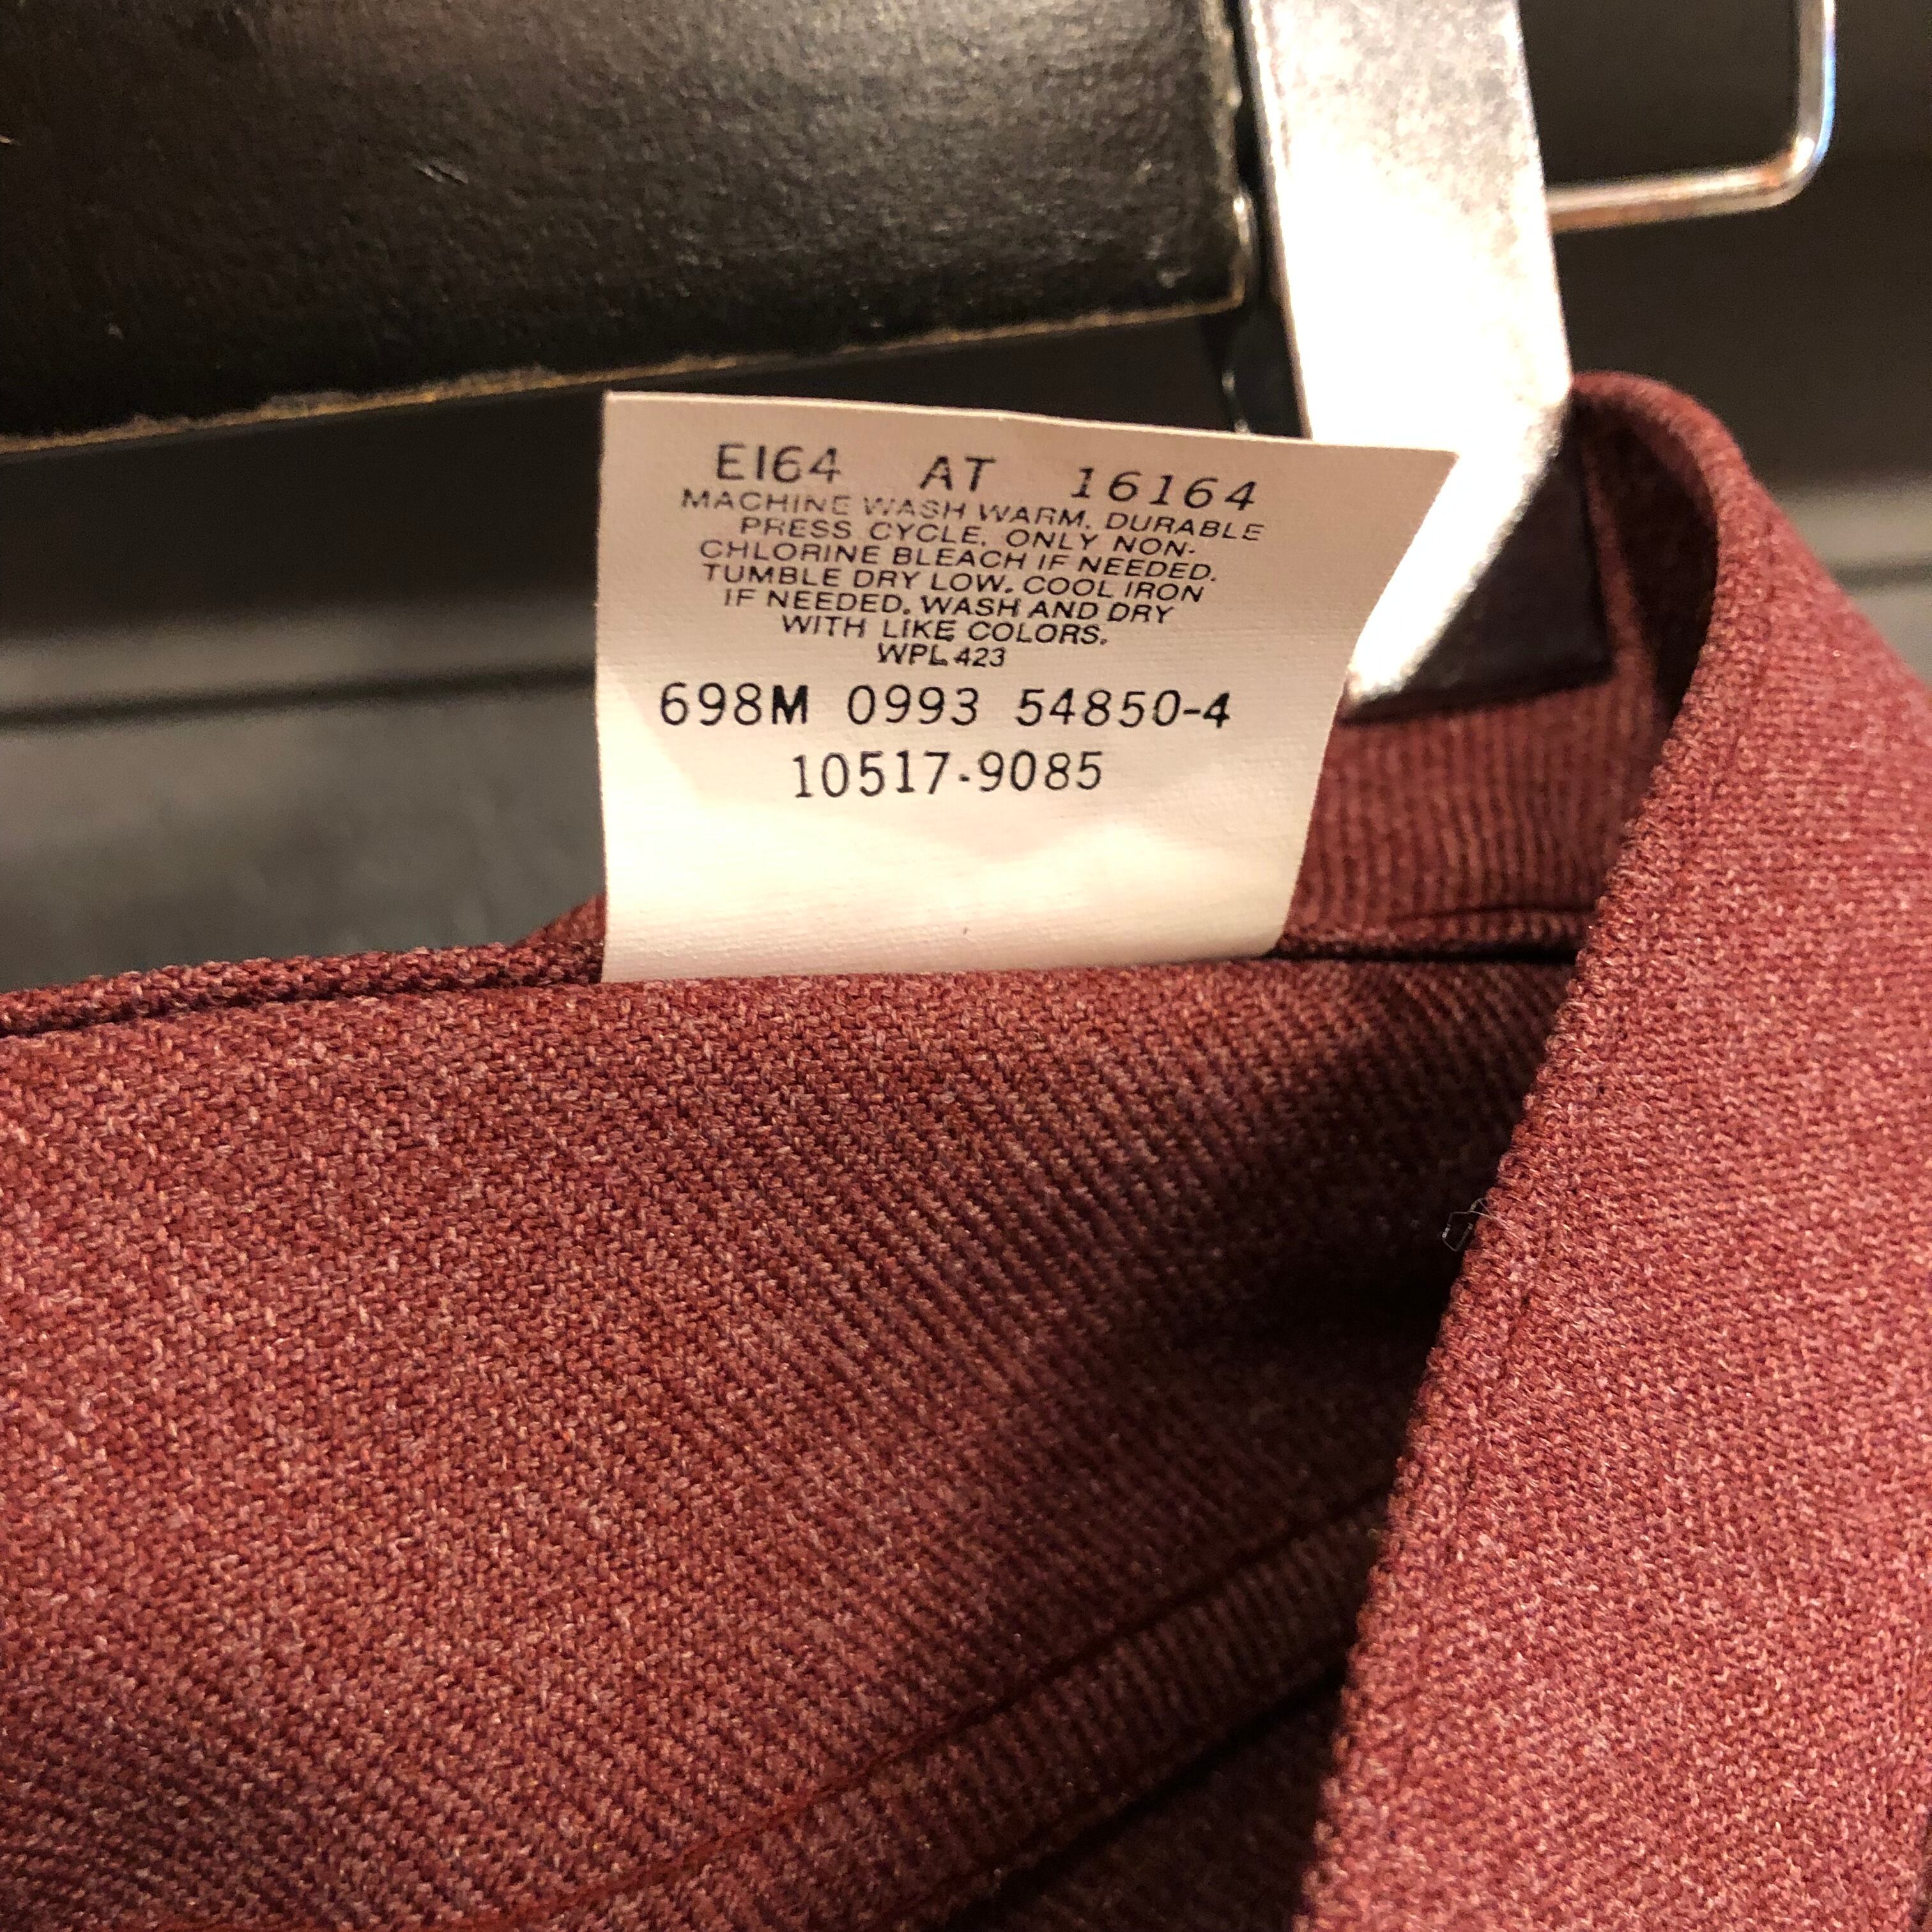 E164 AT 16164
MACHINE WASH WARM. DURABLE
PRESS CYCLE. ONLY NON-
CHLORINE BLEACH IF NEEDED.
TUMBLE DRY LOW. COOL IRON
IF NEEDED. WASH AND DRY
WITH LIKE COLORS.
WPL 423
698M 0993 54850-4
10517-9085